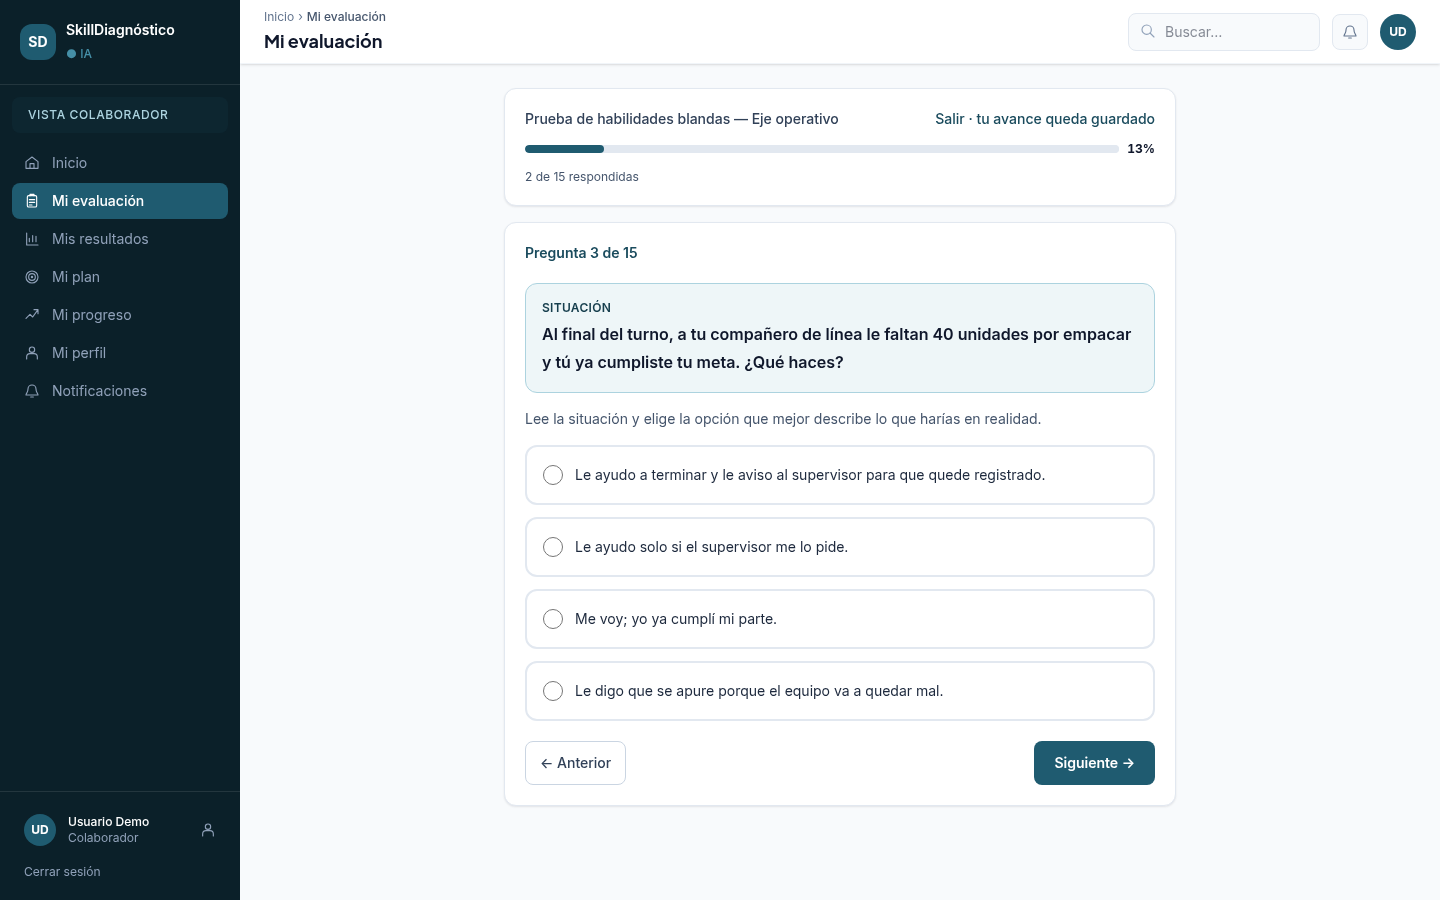 SD
SkillDiagnóstico
IA
VISTA COLABORADOR
Inicio
Mi evaluación
Mis resultados
Mi plan
Mi progreso
Mi perfil
Notificaciones
UD
Usuario Demo
Colaborador
Cerrar sesión
Inicio › Mi evaluación
Mi evaluación
Buscar...
UD
Prueba de habilidades blandas — Eje operativo
Salir · tu avance queda guardado
13%
2 de 15 respondidas
Pregunta 3 de 15
SITUACIÓN
Al final del turno, a tu compañero de línea le faltan 40 unidades por empacar
y tú ya cumpliste tu meta. ¿Qué haces?
Lee la situación y elige la opción que mejor describe lo que harías en realidad.
Le ayudo a terminar y le aviso al supervisor para que quede registrado.
Le ayudo solo si el supervisor me lo pide.
Me voy; yo ya cumplí mi parte.
Le digo que se apure porque el equipo va a quedar mal.
← Anterior
Siguiente →